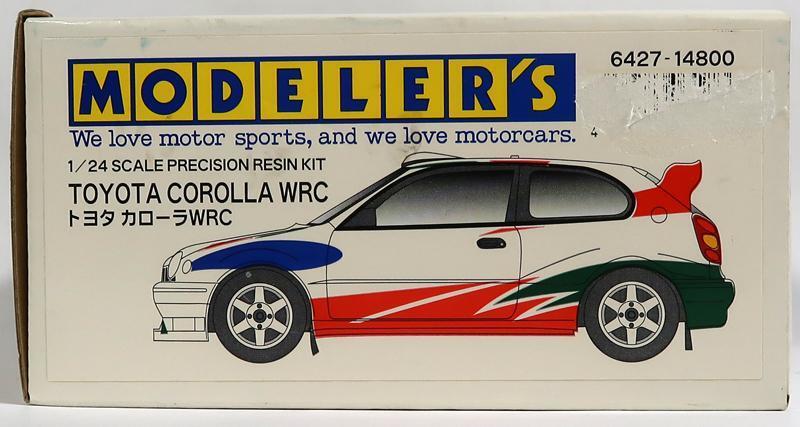 MODELER'S
6427-14800
We love motor sports, and we love motorcars.
4
1/24 SCALE PRECISION RESIN KIT
TOYOTA COROLLA WRC
トヨタ カローラWRC